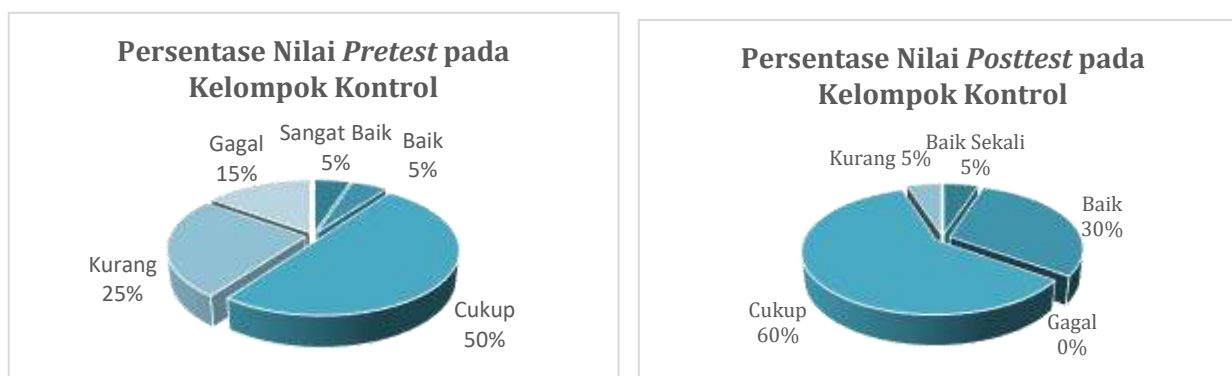 Persentase Nilai Pretest pada
Kelompok Kontrol
Sangat Baik
5%
Baik
5%
Cukup
50%
Kurang
25%
Gagal
15%
Persentase Nilai Posttest pada
Kelompok Kontrol
Baik Sekali
5%
Baik
30%
Gagal
0%
Cukup
60%
Kurang 5%